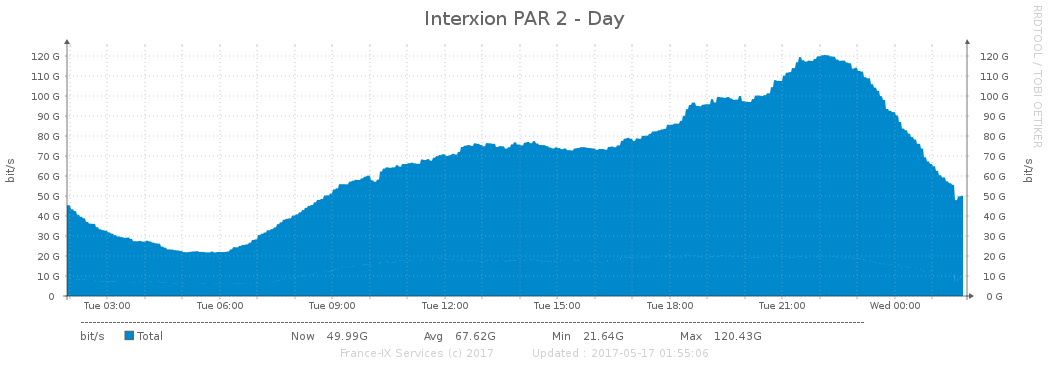 Interxion PAR 2 - Day
RRDTOOL / TOBI OETIKER
bit/s
120 G 120 G
110 G 110 G
100 G 100 G
90 G 90 G
80 G 80 G
70 G 70 G
60 G 60 G
50 G 50 G
40 G 40 G
30 G 30 G
20 G 20 G
10 G 10 G
0 0 G
bit/s
Tue 03:00 Tue 06:00 Tue 09:00 Tue 12:00 Tue 15:00 Tue 18:00 Tue 21:00 Wed 00:00
bit/s Total Now 49.99G Avg 67.62G Min 21.64G Max 120.43G
France-IX Services (c) 2017 Updated : 2017-05-17 01:55:06